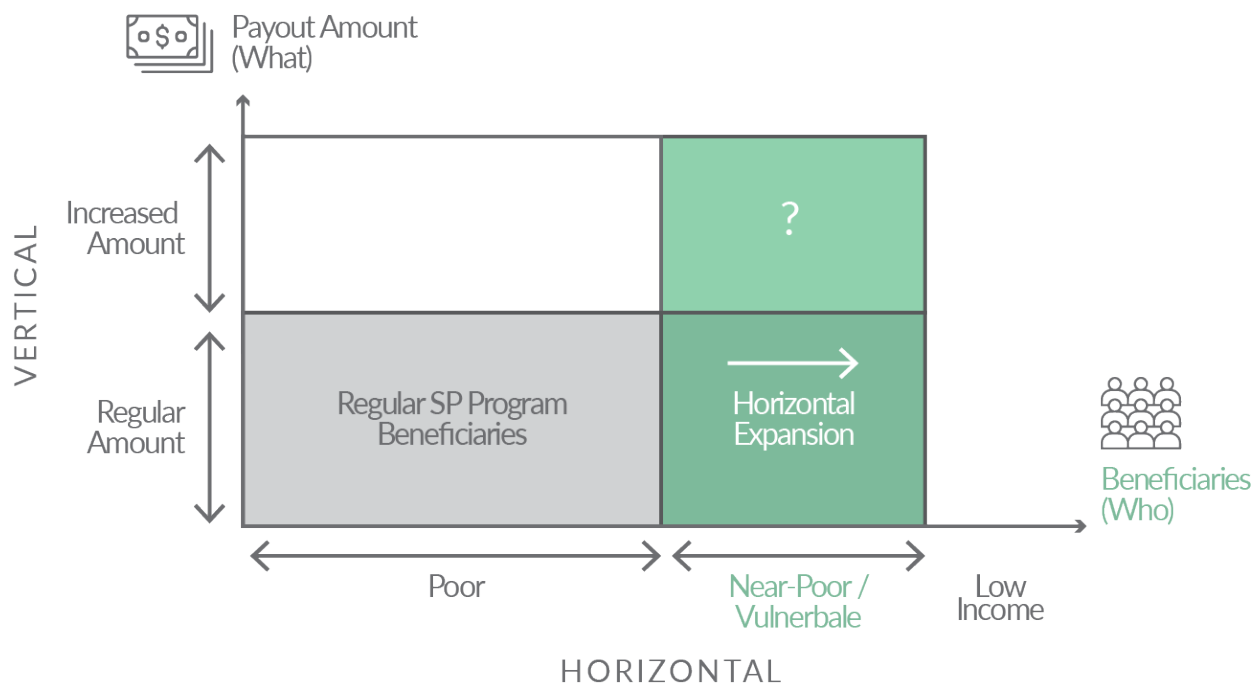 Payout Amount
(What)
VERTICAL
Increased
Amount
?
Regular
Amount
Regular SP Program
Beneficiaries
Horizontal
Expansion
Beneficiaries
(Who)
Poor
Near-Poor /
Vulnerbale
Low
Income
HORIZONTAL